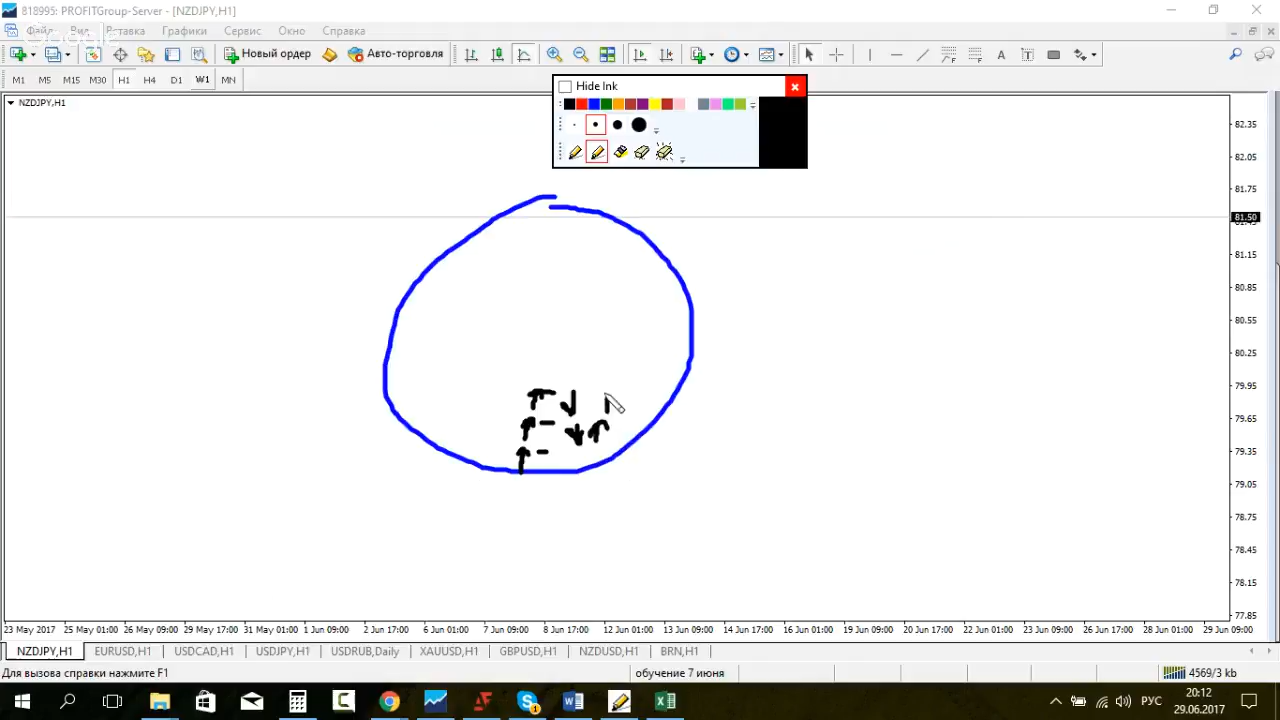 818995: PROFITGroup-Server - [NZDJPY,H1]
Файл Вид Вставка Графики Сервис Окно Справка
Новый ордер Авто-торговля
M1 M5 M15 M30 H1 H4 D1 W1 MN
Hide Ink
NZDJPY,H1
82.35
82.05
81.75
81.50
81.15
80.85
80.55
80.25
79.95
79.65
79.35
79.05
78.75
78.45
78.15
77.85
23 May 2017 25 May 01:00 26 May 09:00 29 May 17:00 31 May 01:00 1 Jun 09:00 2 Jun 17:00 6 Jun 01:00 7 Jun 09:00 8 Jun 17:00 12 Jun 01:00 13 Jun 09:00 14 Jun 17:00 16 Jun 01:00 19 Jun 09:00 20 Jun 17:00 22 Jun 01:00 23 Jun 09:00 26 Jun 17:00 28 Jun 01:00 29 Jun 09:00
NZDJPY,H1 EURUSD,H1 USDCAD,H1 USDJPY,H1 USDRUB,Daily XAUUSD,H1 GBPUSD,H1 NZDUSD,H1 BRN,H1
Для вызова справки нажмите F1 обучение 7 июня 4569/3 kb
РУС 20:12
29.06.2017